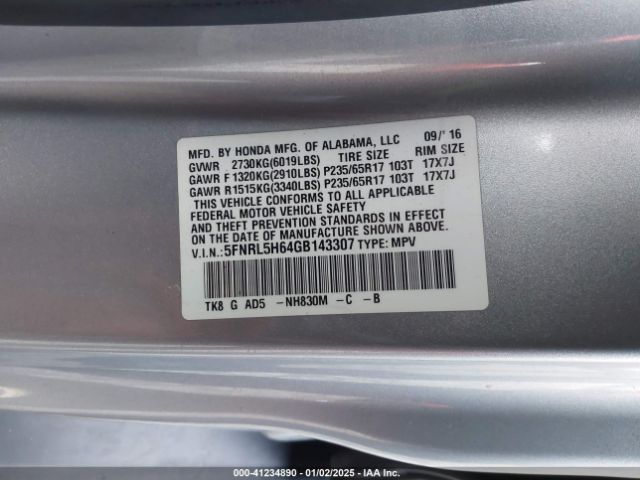 MFD. BY HONDA MFG. OF ALABAMA, LLC 09/'16
GVWR 2730KG(6019LBS) TIRE SIZE RIM SIZE
GAWR F 1320KG(2910LBS) P235/65R17 103T 17X7J
GAWR R1515KG(3340LBS) P235/65R17 103T 17X7J
THIS VEHICLE CONFORMS TO ALL APPLICABLE
FEDERAL MOTOR VEHICLE SAFETY
AND THEFT PREVENTION STANDARDS IN EFFECT
ON THE DATE OF MANUFACTURE SHOWN ABOVE.
V.I.N.: 5FNRL5H64GB143307 TYPE: MPV
TK8 G AD5 -NH830M -C -B
000-41234890 - 01/02/2025 - IAA Inc.